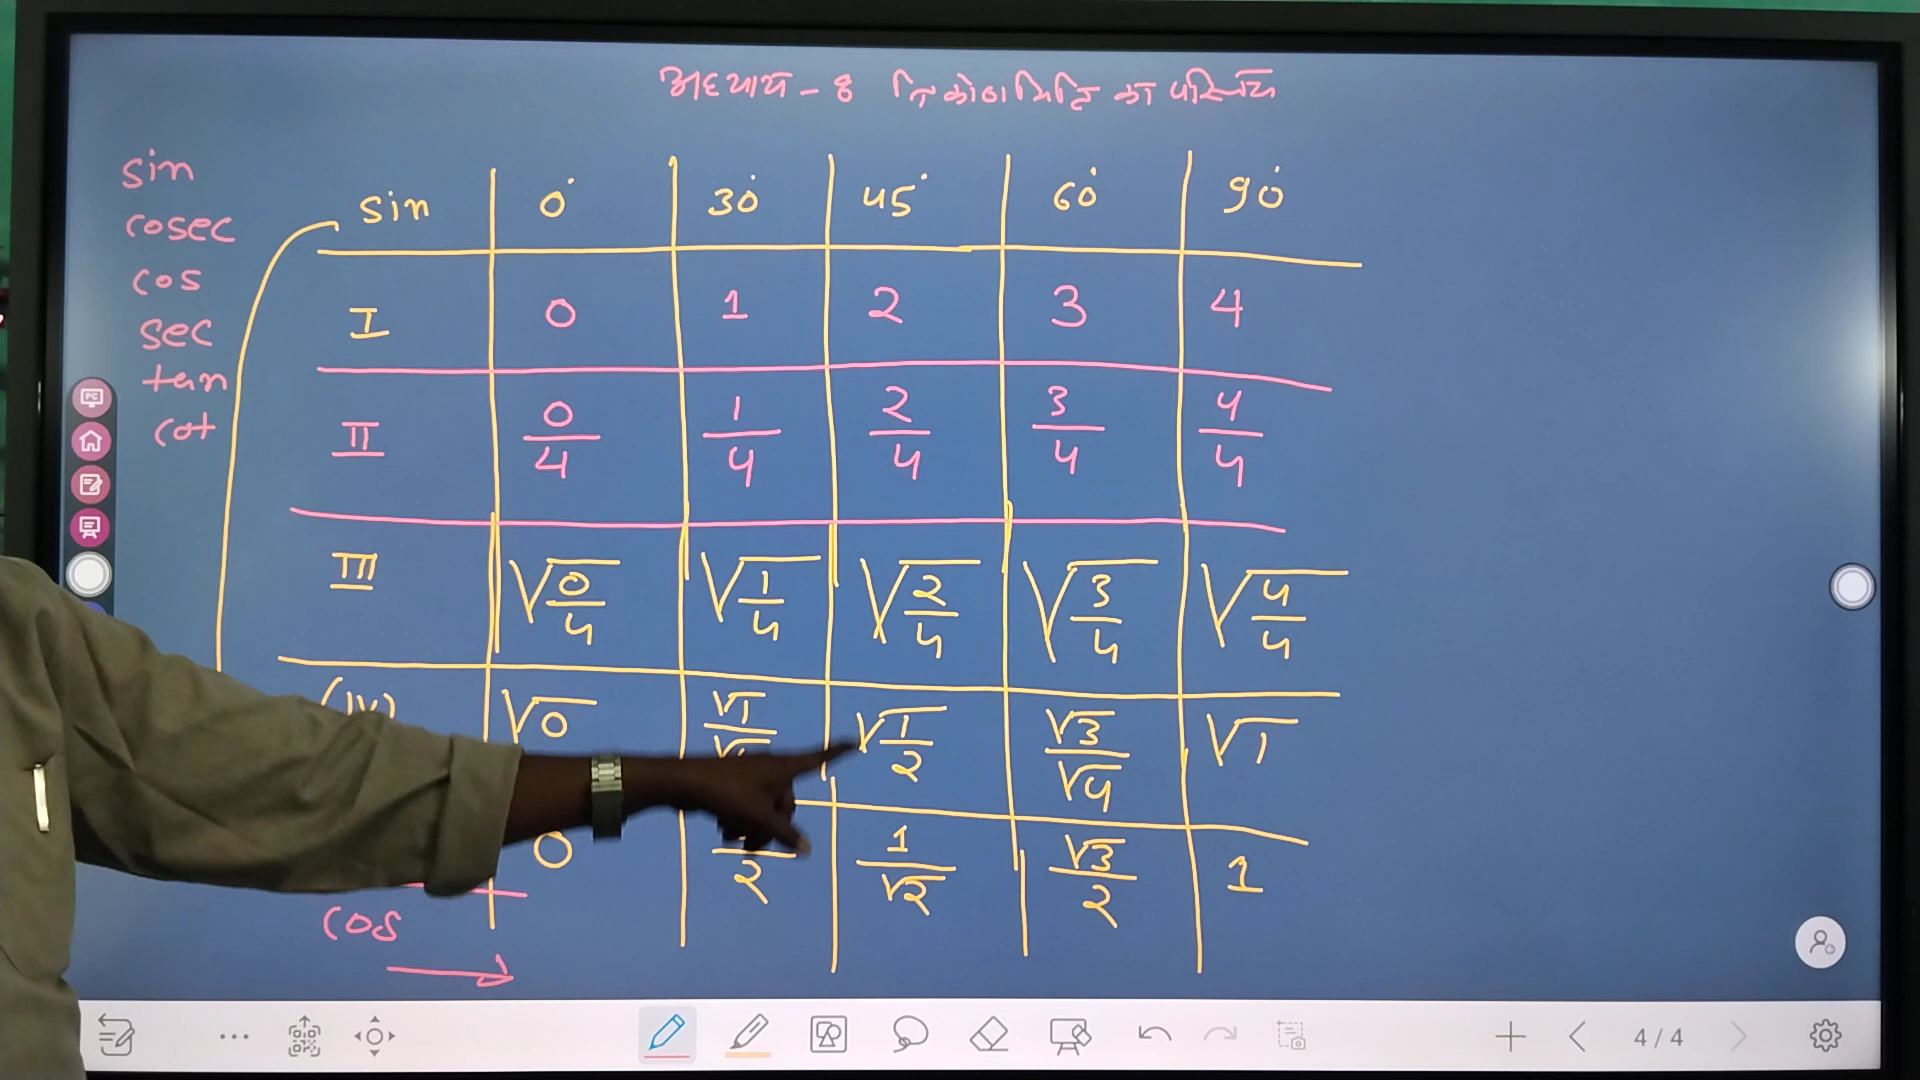 अध्याय - 8 त्रिकोणमिति का परिचय
sin
cosec
cos
sec
tan
cot
sin 0° 30° 45° 60° 90°
I 0 1 2 3 4
II 0/4 1/4 2/4 3/4 4/4
III √(0/4) √(1/4) √(2/4) √(3/4) √(4/4)
(IV) √0 √1/ √(1/2) √3/√4 √1
0 /2 1/√2 √3/2 1
cos →
PC
4 / 4